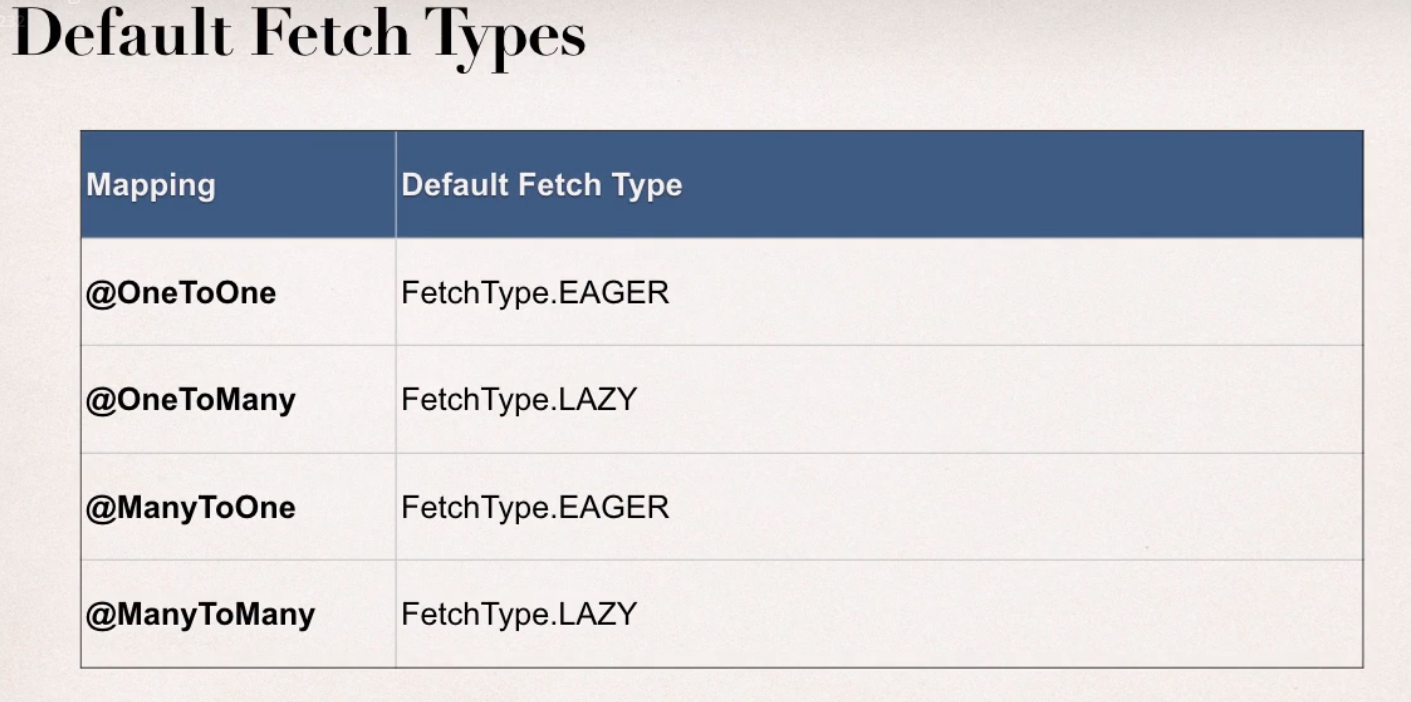 Default Fetch Types
Mapping Default Fetch Type
@OneToOne FetchType.EAGER
@OneToMany FetchType.LAZY
@ManyToOne FetchType.EAGER
@ManyToMany FetchType.LAZY